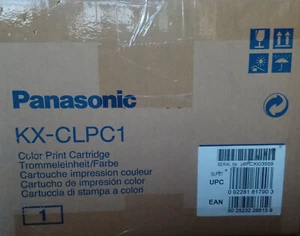 Panasonic
KX-CLPC1
Color Print Cartridge
Trommeleinheit/Farbe
Cartouche impression couleur
Cartucho de impresión color
Cartuccia di stampa a colori
1
UPC
EAN